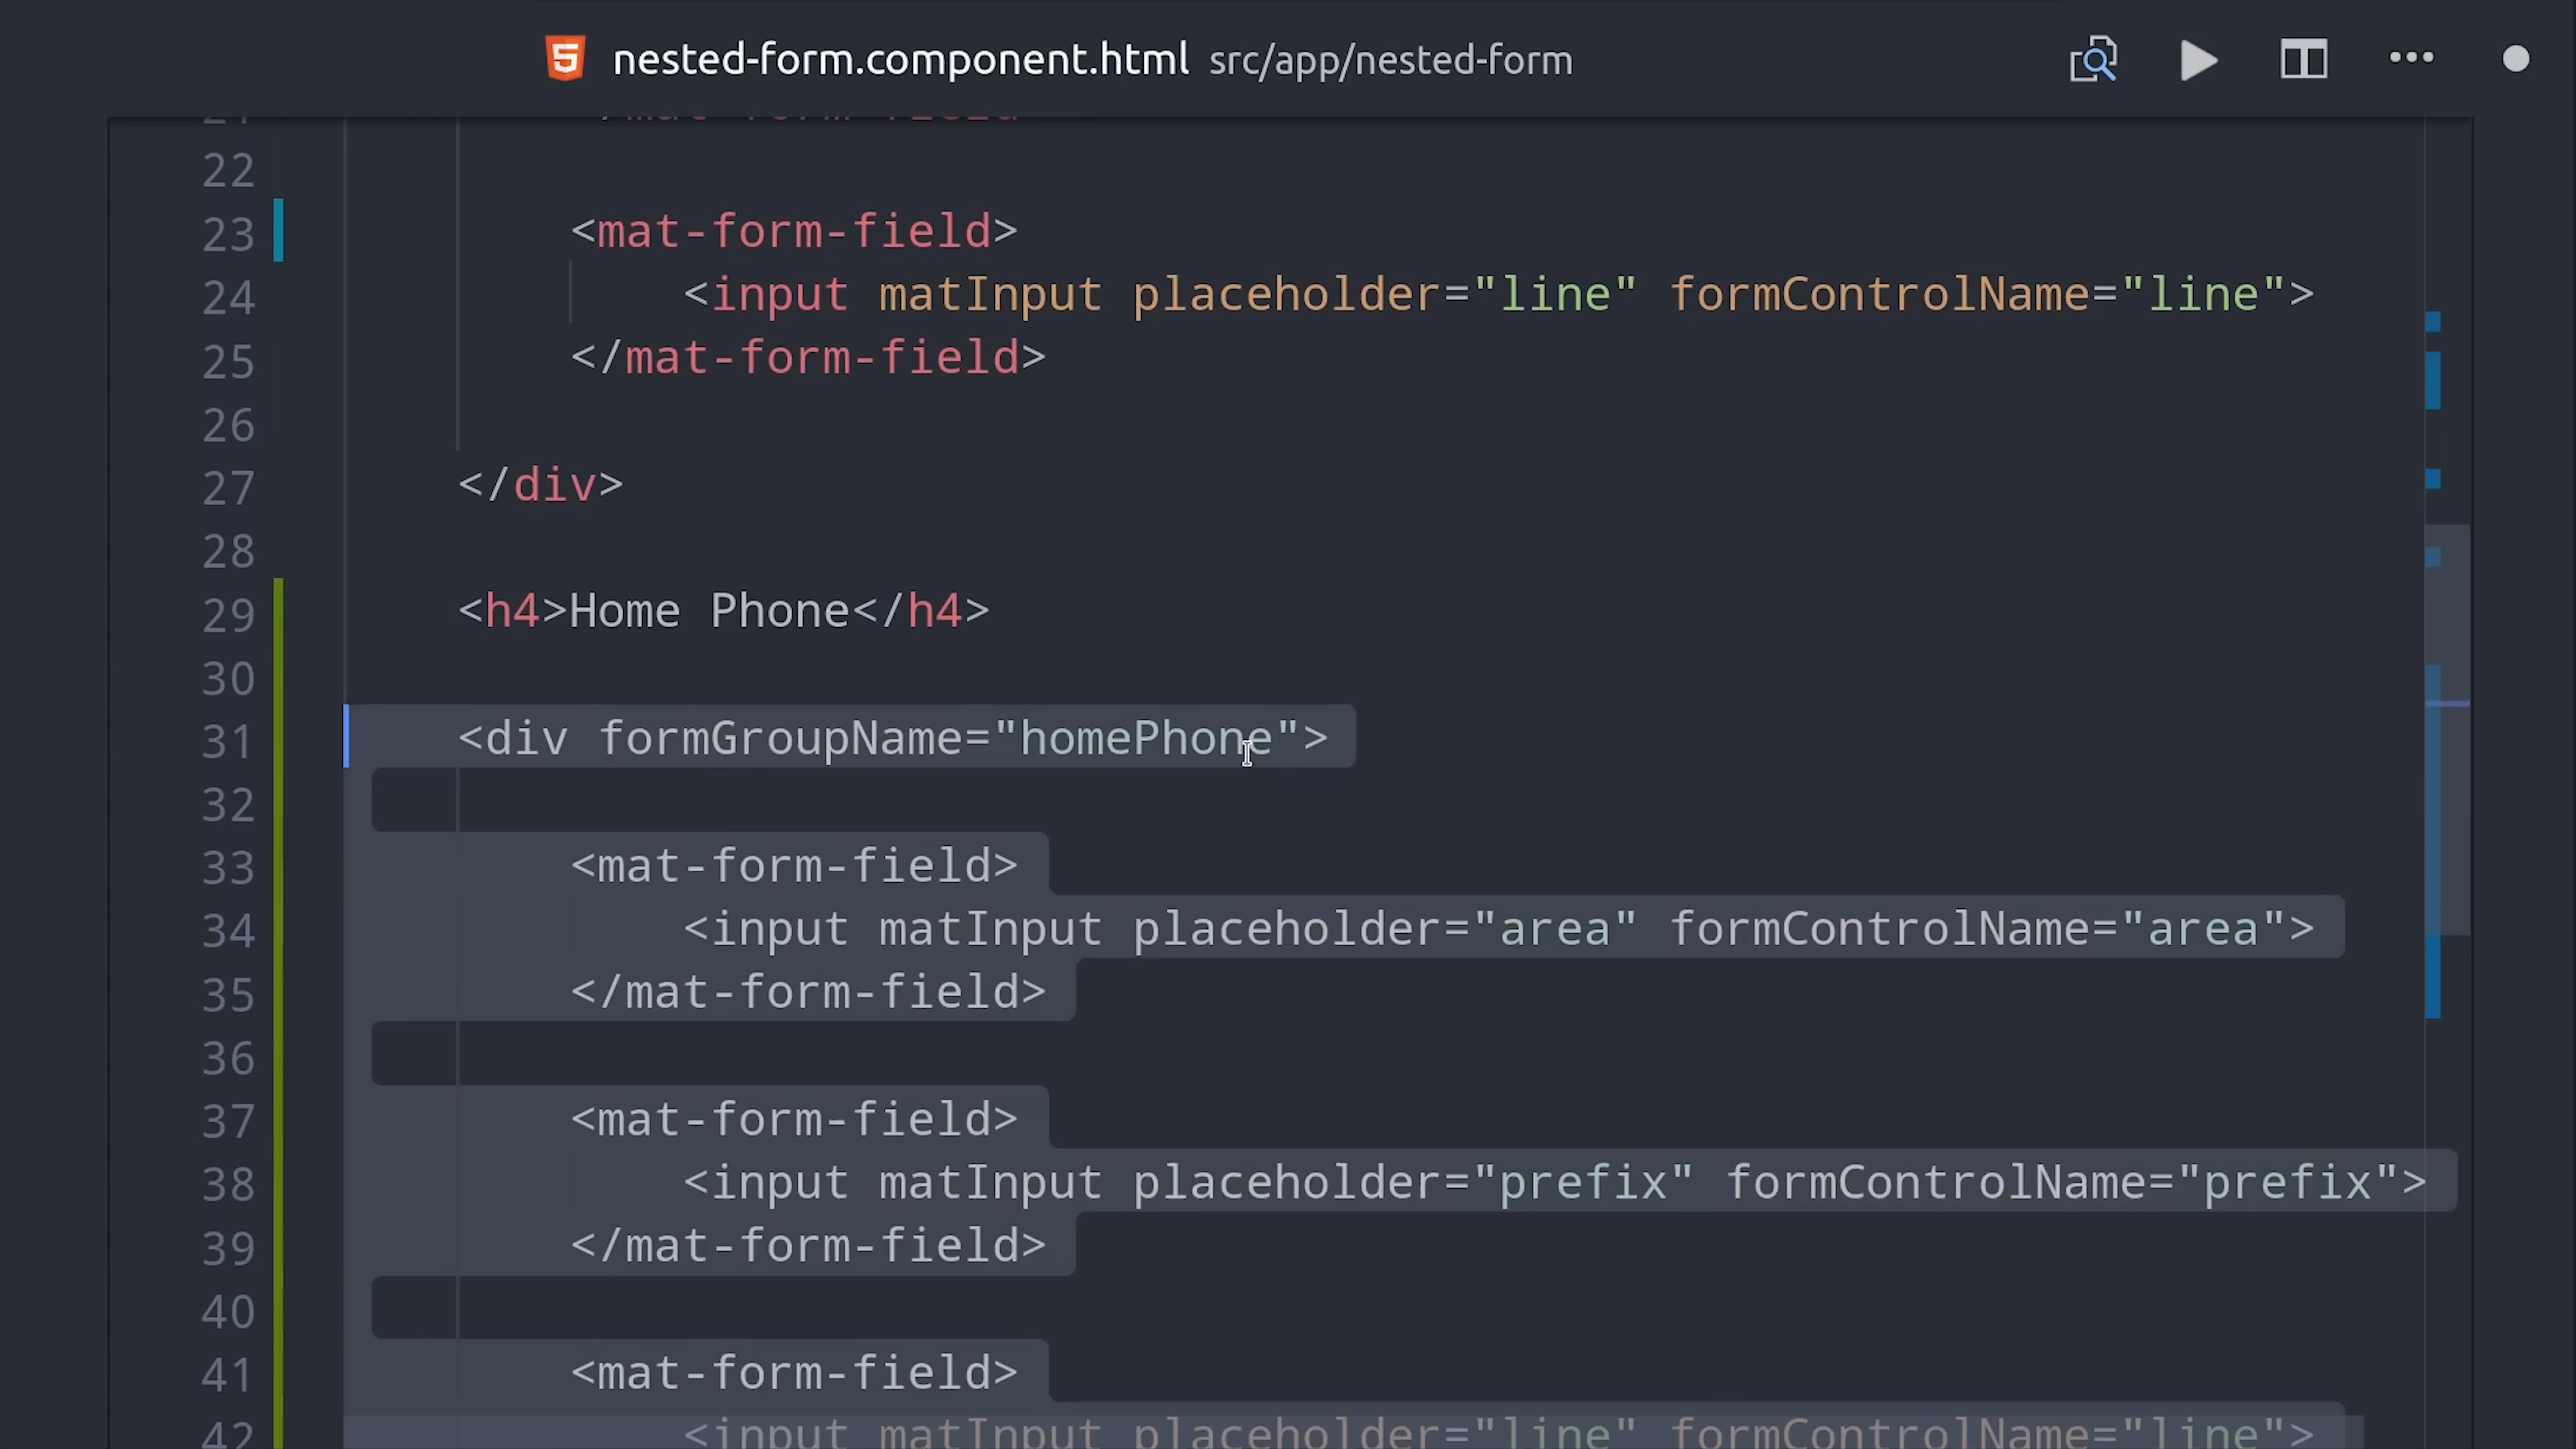 nested-form.component.html src/app/nested-form
22
23 <mat-form-field>
24 <input matInput placeholder="line" formControlName="line">
25 </mat-form-field>
26
27 </div>
28
29 <h4>Home Phone</h4>
30
31 <div formGroupName="homePhone">
32
33 <mat-form-field>
34 <input matInput placeholder="area" formControlName="area">
35 </mat-form-field>
36
37 <mat-form-field>
38 <input matInput placeholder="prefix" formControlName="prefix">
39 </mat-form-field>
40
41 <mat-form-field>
42 <input matInput placeholder="line" formControlName="line">